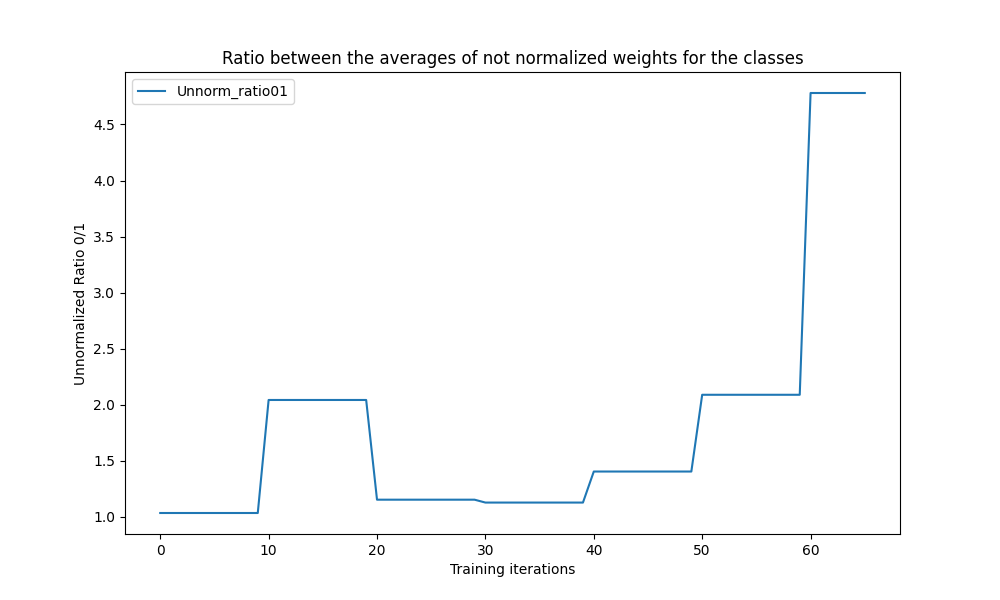 Ratio between the averages of not normalized weights for the classes
Unnorm_ratio01
Unnormalized Ratio 0/1
4.5
4.0
3.5
3.0
2.5
2.0
1.5
1.0
0 10 20 30 40 50 60
Training iterations